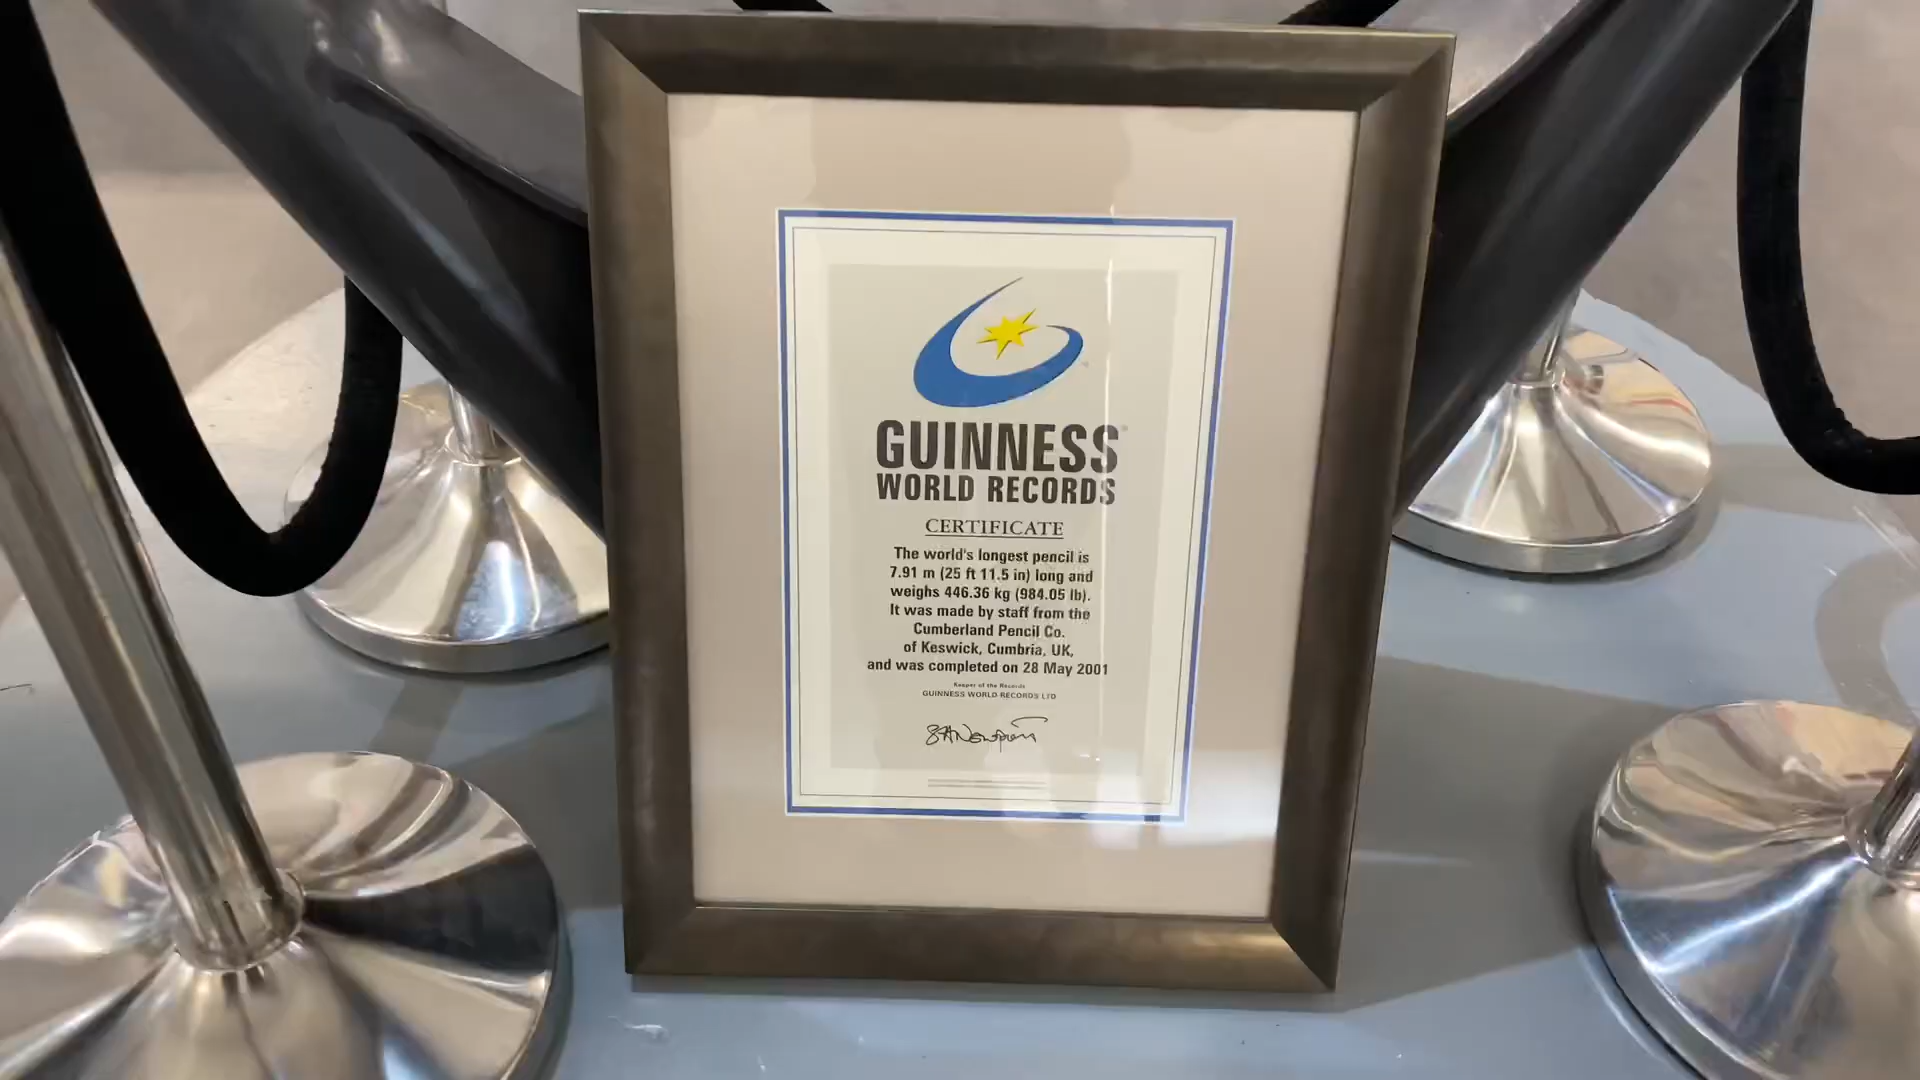 GUINNESS
WORLD RECORDS
CERTIFICATE
The world's longest pencil is
7.91 m (25 ft 11.5 in) long and
weighs 446.36 kg (984.05 lb).
It was made by staff from the
Cumberland Pencil Co.
of Keswick, Cumbria, UK,
and was completed on 28 May 2001
Keeper of the Records
GUINNESS WORLD RECORDS LTD